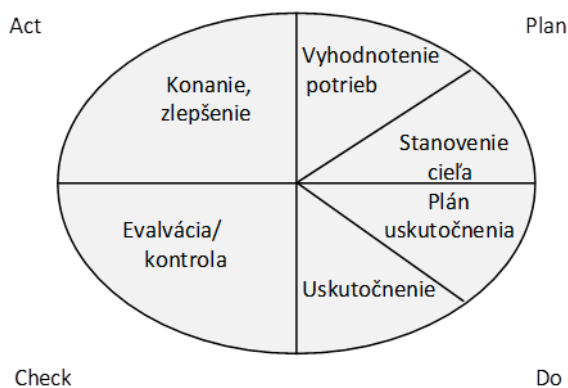 Act
Plan
Konanie,
zlepšenie
Vyhodnotenie
potrieb
Stanovenie
cieľa
Evalvácia/
kontrola
Plán
uskutočnenia
Uskutočnenie
Check
Do